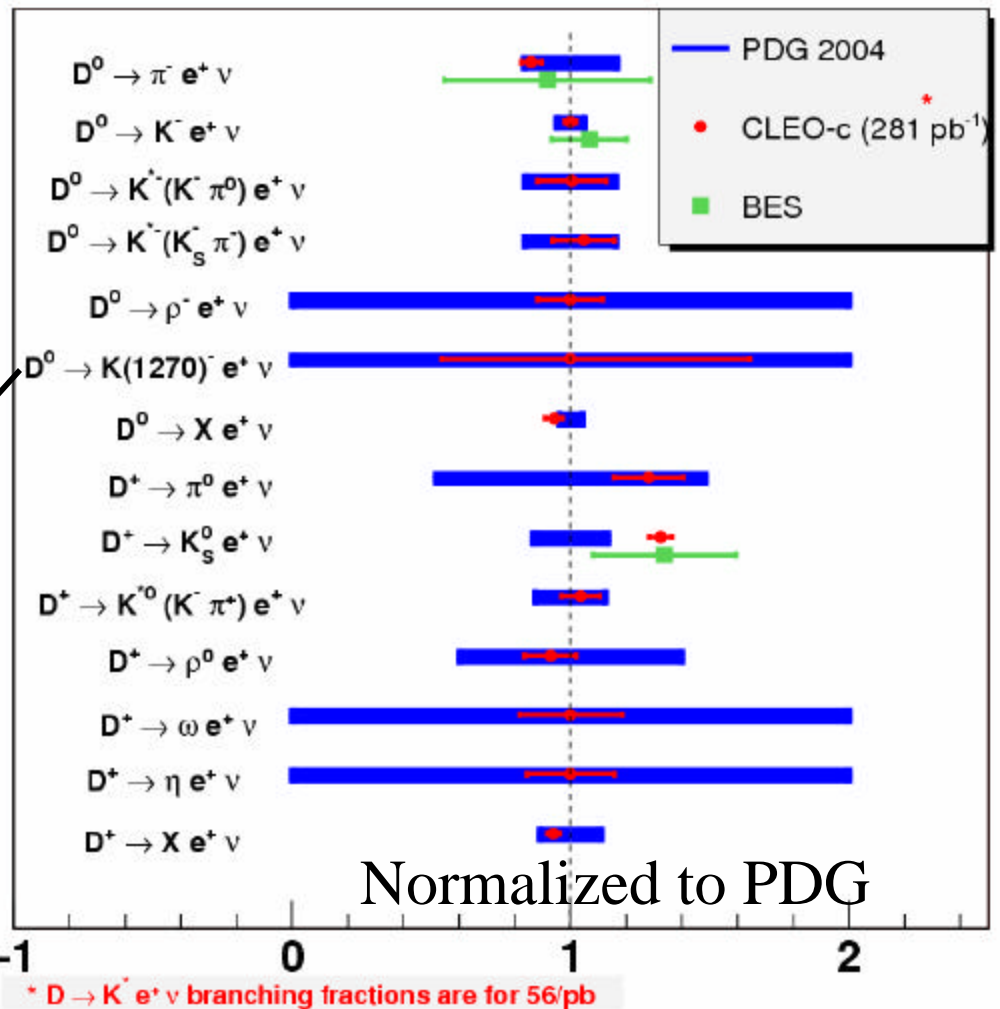 PDG 2004
CLEO-c (281 pb⁻¹)*
BES
D⁰ → π⁻ e⁺ ν
D⁰ → K⁻ e⁺ ν
D⁰ → K*⁻(K⁻ π⁰) e⁺ ν
D⁰ → K*⁻(K⁻_S π⁻) e⁺ ν
D⁰ → ρ⁻ e⁺ ν
D⁰ → K(1270)⁻ e⁺ ν
D⁰ → X e⁺ ν
D⁺ → π⁰ e⁺ ν
D⁺ → K⁰_S e⁺ ν
D⁺ → K*⁰ (K⁻ π⁺) e⁺ ν
D⁺ → ρ⁰ e⁺ ν
D⁺ → ω e⁺ ν
D⁺ → η e⁺ ν
D⁺ → X e⁺ ν
Normalized to PDG
-1 0 1 2
* D → K* e⁺ ν branching fractions are for 56/pb